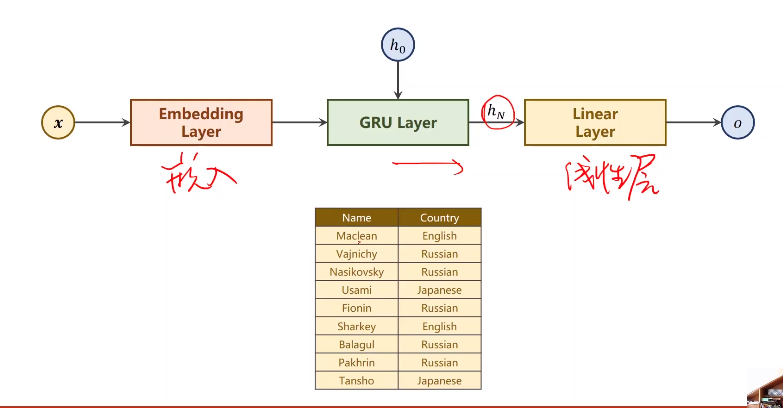 h₀
x
Embedding Layer
GRU Layer
h_N
Linear Layer
o
嵌入
线性层
Name Country
Maclean English
Vajnichy Russian
Nasikovsky Russian
Usami Japanese
Fionin Russian
Sharkey English
Balagul Russian
Pakhrin Russian
Tansho Japanese